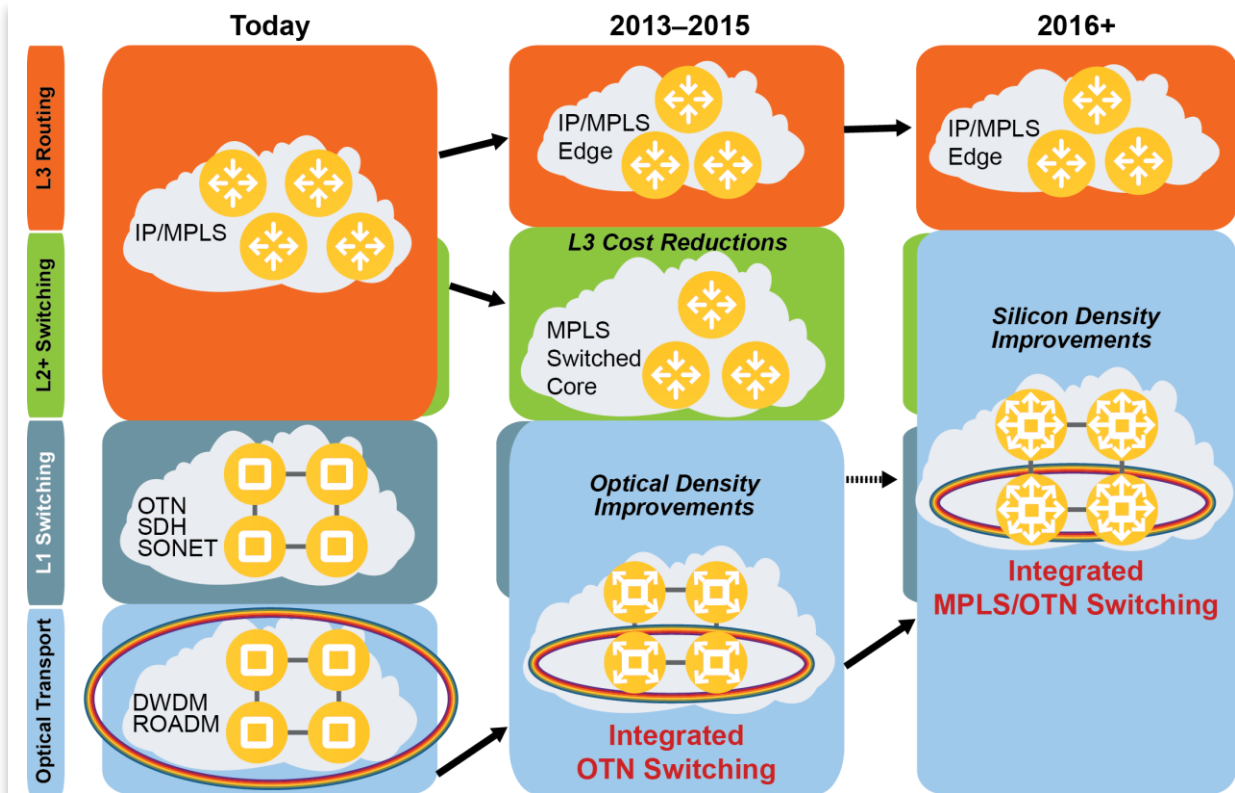 Today
2013–2015
2016+
L3 Routing
L2+ Switching
L1 Switching
Optical Transport
IP/MPLS
OTN
SDH
SONET
DWDM
ROADM
IP/MPLS
Edge
L3 Cost Reductions
MPLS
Switched
Core
Optical Density
Improvements
Integrated
OTN Switching
IP/MPLS
Edge
Silicon Density
Improvements
Integrated
MPLS/OTN Switching